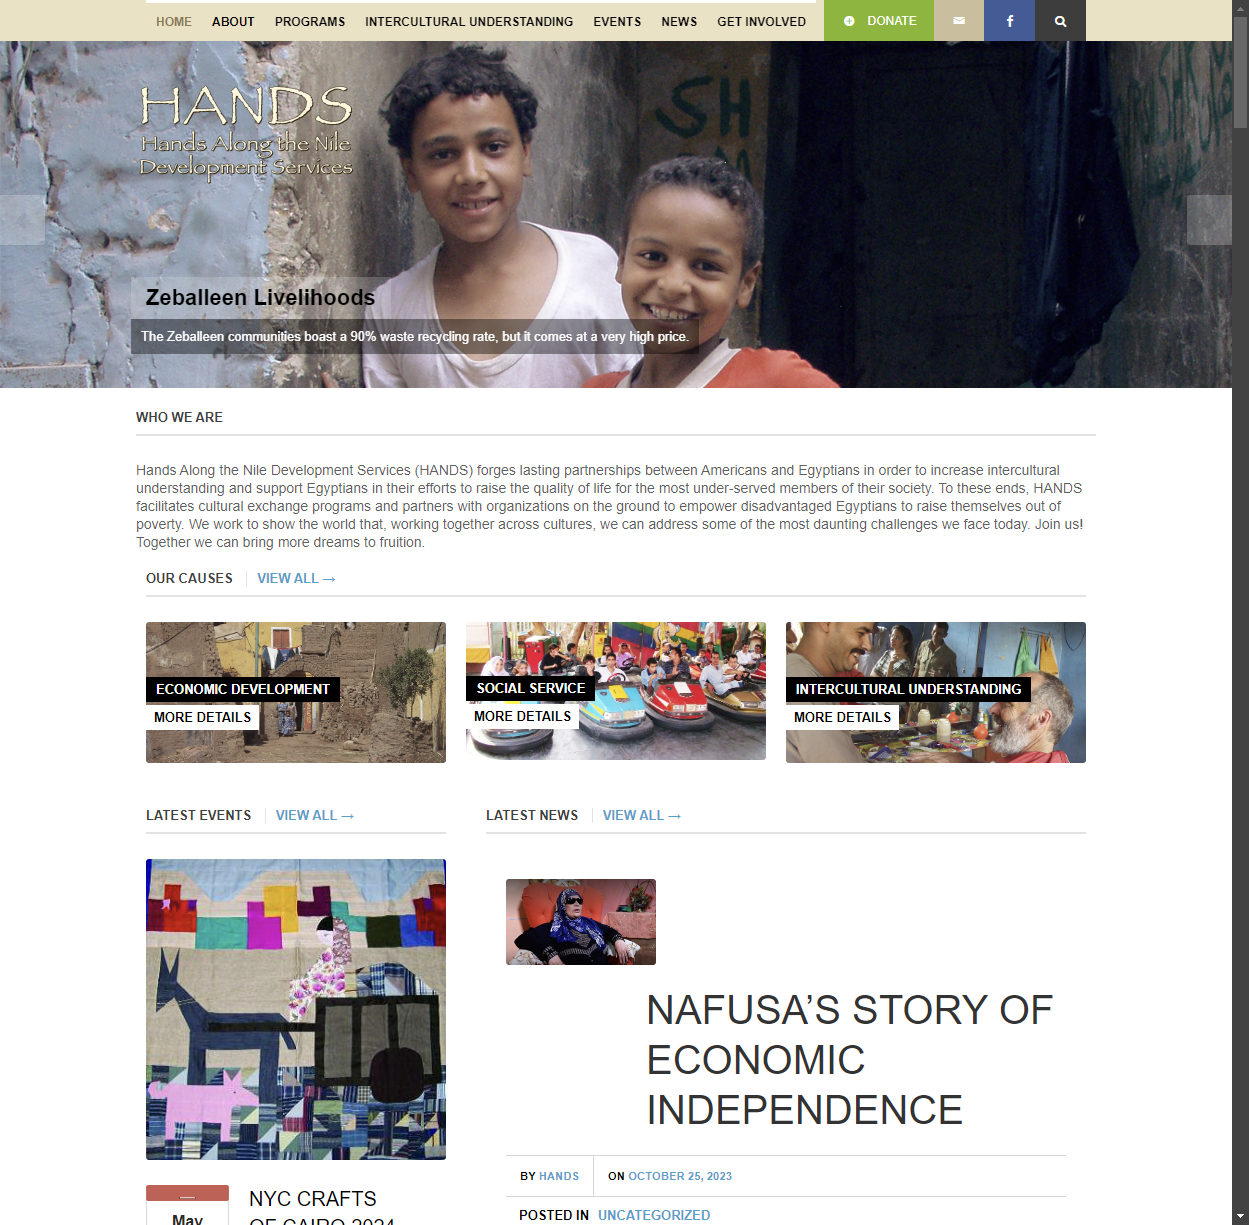 HOME ABOUT PROGRAMS INTERCULTURAL UNDERSTANDING EVENTS NEWS GET INVOLVED DONATE
HANDS
Hands Along the Nile
Development Services
SH
Zeballeen Livelihoods
The Zeballeen communities boast a 90% waste recycling rate, but it comes at a very high price.
WHO WE ARE
Hands Along the Nile Development Services (HANDS) forges lasting partnerships between Americans and Egyptians in order to increase intercultural
understanding and support Egyptians in their efforts to raise the quality of life for the most under-served members of their society. To these ends, HANDS
facilitates cultural exchange programs and partners with organizations on the ground to empower disadvantaged Egyptians to raise themselves out of
poverty. We work to show the world that, working together across cultures, we can address some of the most daunting challenges we face today. Join us!
Together we can bring more dreams to fruition.
OUR CAUSES VIEW ALL →
ECONOMIC DEVELOPMENT
MORE DETAILS
SOCIAL SERVICE
MORE DETAILS
INTERCULTURAL UNDERSTANDING
MORE DETAILS
LATEST EVENTS VIEW ALL →
LATEST NEWS VIEW ALL →
NAFUSA'S STORY OF
ECONOMIC
INDEPENDENCE
BY HANDS ON OCTOBER 25, 2023
POSTED IN UNCATEGORIZED
May
NYC CRAFTS
OF CAIRO 2024